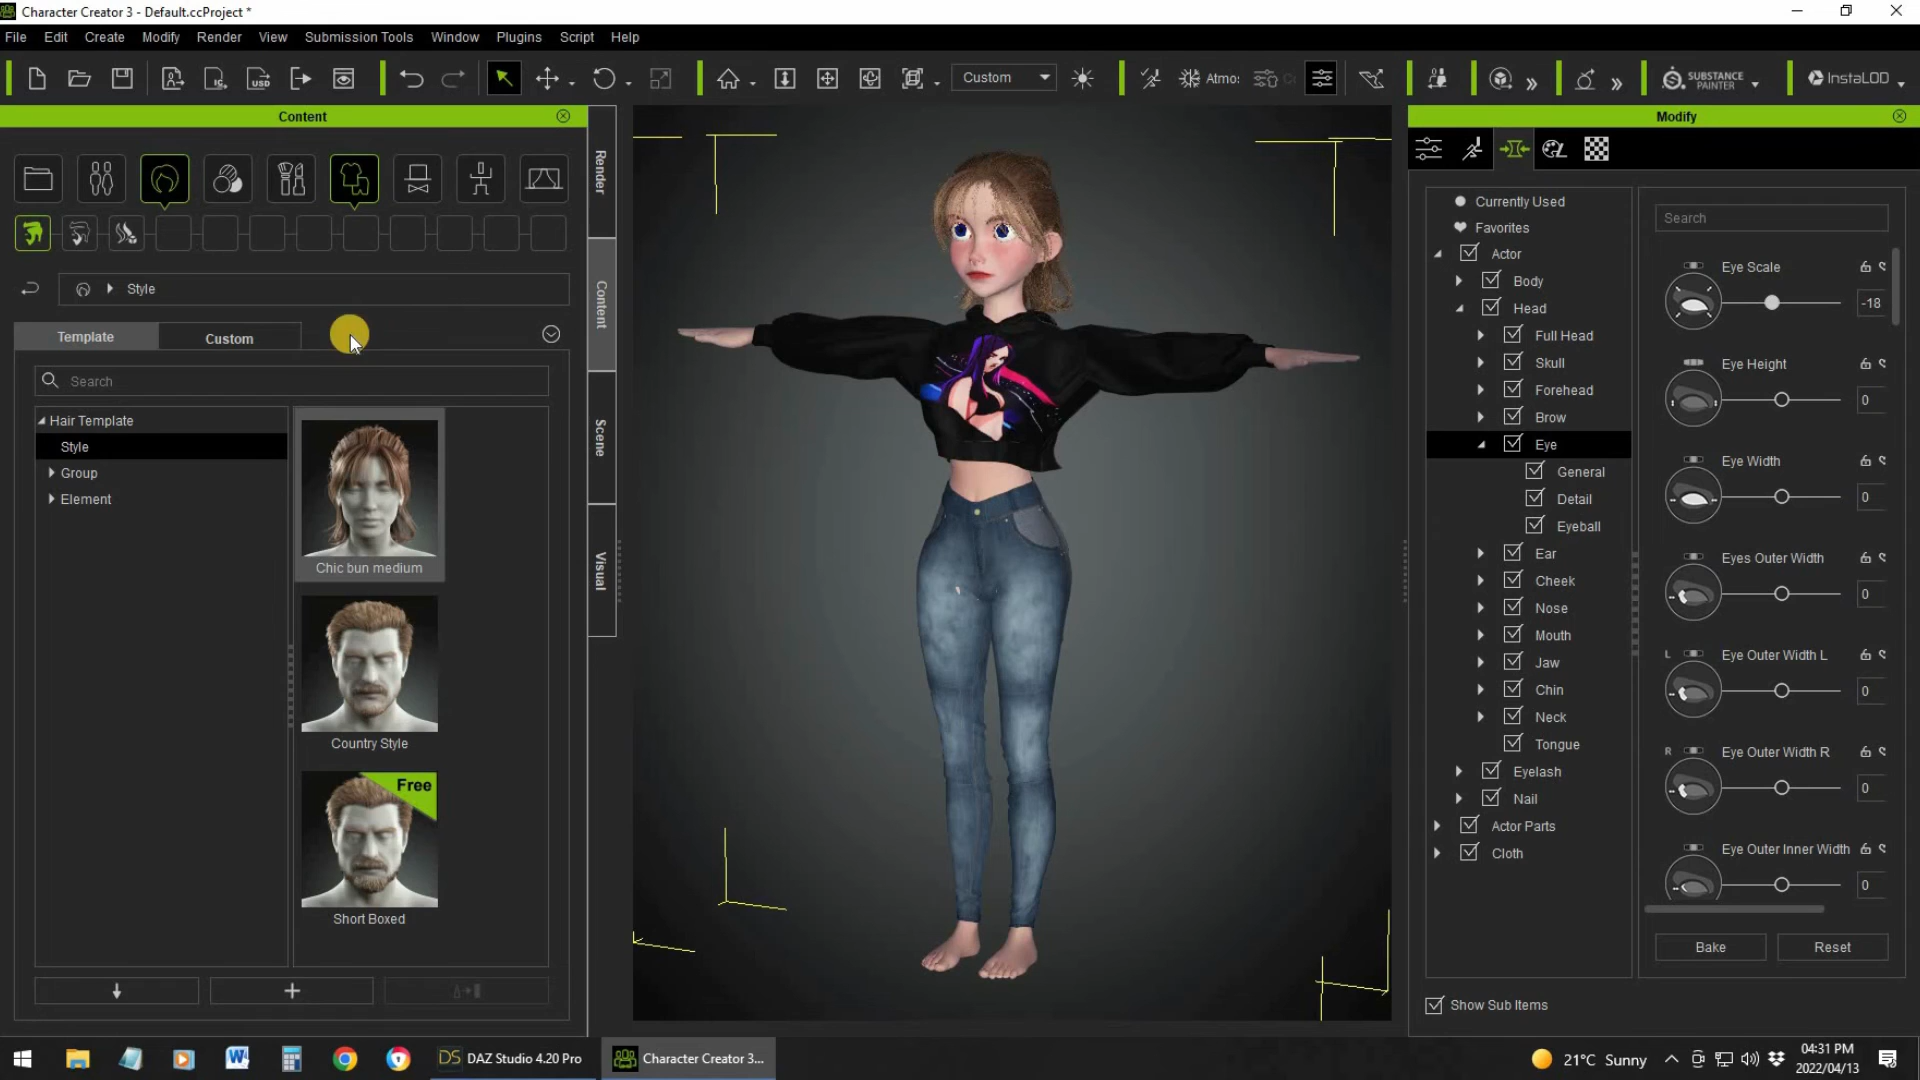 Character Creator 3 - Default.ccProject *
File Edit Create Modify Render View Submission Tools Window Plugins Script Help
Custom
Atmo:
SUBSTANCE
PAINTER
InstaLOD
Content
Modify
Render
Content
Scene
Visual
Style
Template
Custom
Search
Hair Template
Style
Group
Element
Chic bun medium
Country Style
Free
Short Boxed
Currently Used
Favorites
Actor
Body
Head
Full Head
Skull
Forehead
Brow
Eye
General
Detail
Eyeball
Ear
Cheek
Nose
Mouth
Jaw
Chin
Neck
Tongue
Eyelash
Nail
Actor Parts
Cloth
Show Sub Items
Search
Eye Scale
-18
Eye Height
0
Eye Width
0
Eyes Outer Width
0
L Eye Outer Width L
0
R Eye Outer Width R
0
Eye Outer Inner Width
0
Bake
Reset
DS DAZ Studio 4.20 Pro
Character Creator 3...
21°C Sunny
04:31 PM
2022/04/13